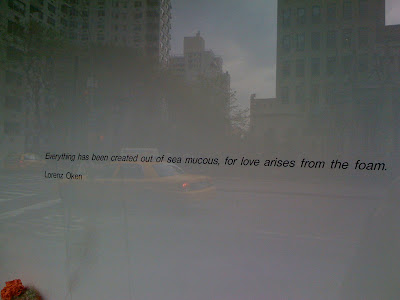 Everything has been created out of sea mucous, for love arises from the foam.
Lorenz Oken